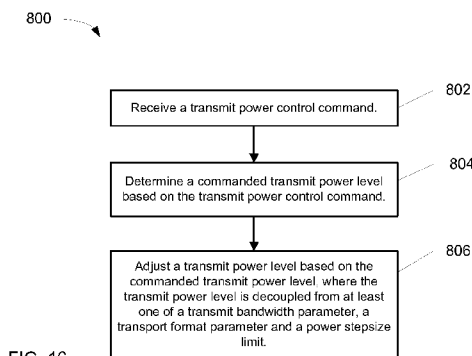 800
802
Receive a transmit power control command.
804
Determine a commanded transmit power level
based on the transmit power control command.
806
Adjust a transmit power level based on the
commanded transmit power level, where the
transmit power level is decoupled from at least
one of a transmit bandwidth parameter, a
transport format parameter and a power stepsize
limit.
FIG. 16